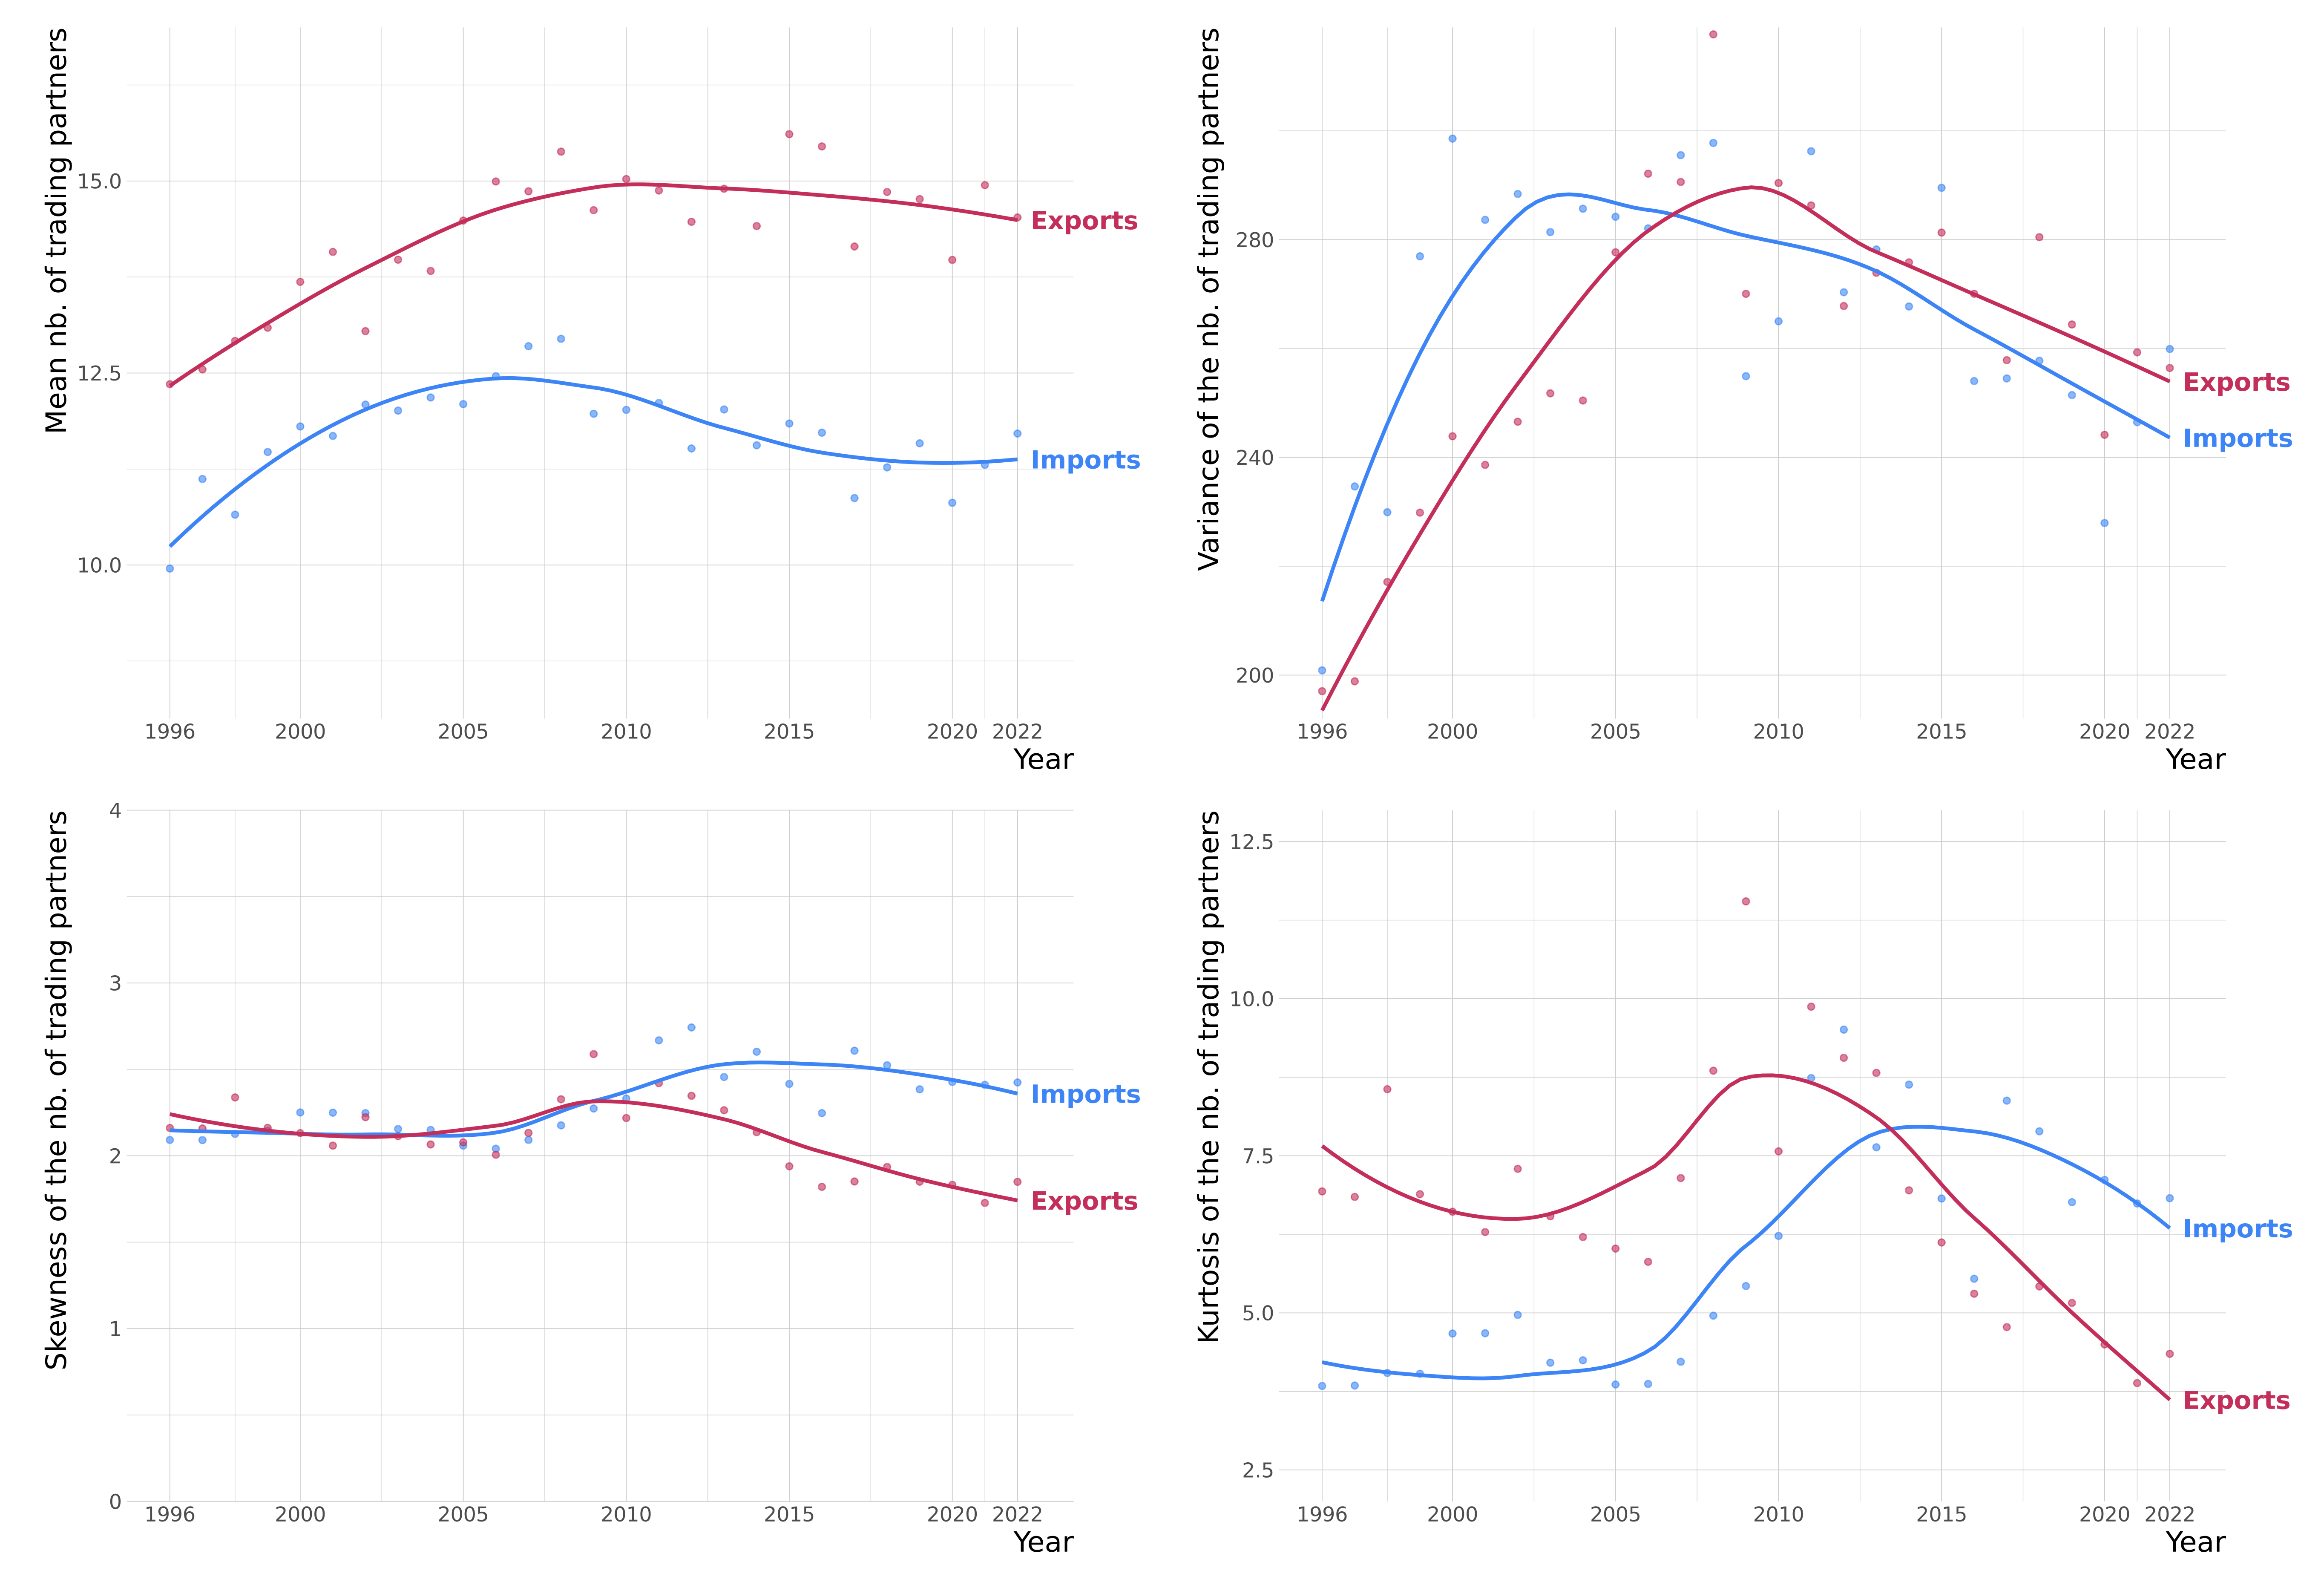 Mean nb. of trading partners
15.0
12.5
10.0
Exports
Imports
1996 2000 2005 2010 2015 2020 2022
Year
Variance of the nb. of trading partners
280
240
200
Exports
Imports
1996 2000 2005 2010 2015 2020 2022
Year
Skewness of the nb. of trading partners
4
3
2
1
0
Imports
Exports
1996 2000 2005 2010 2015 2020 2022
Year
Kurtosis of the nb. of trading partners
12.5
10.0
7.5
5.0
2.5
Imports
Exports
1996 2000 2005 2010 2015 2020 2022
Year